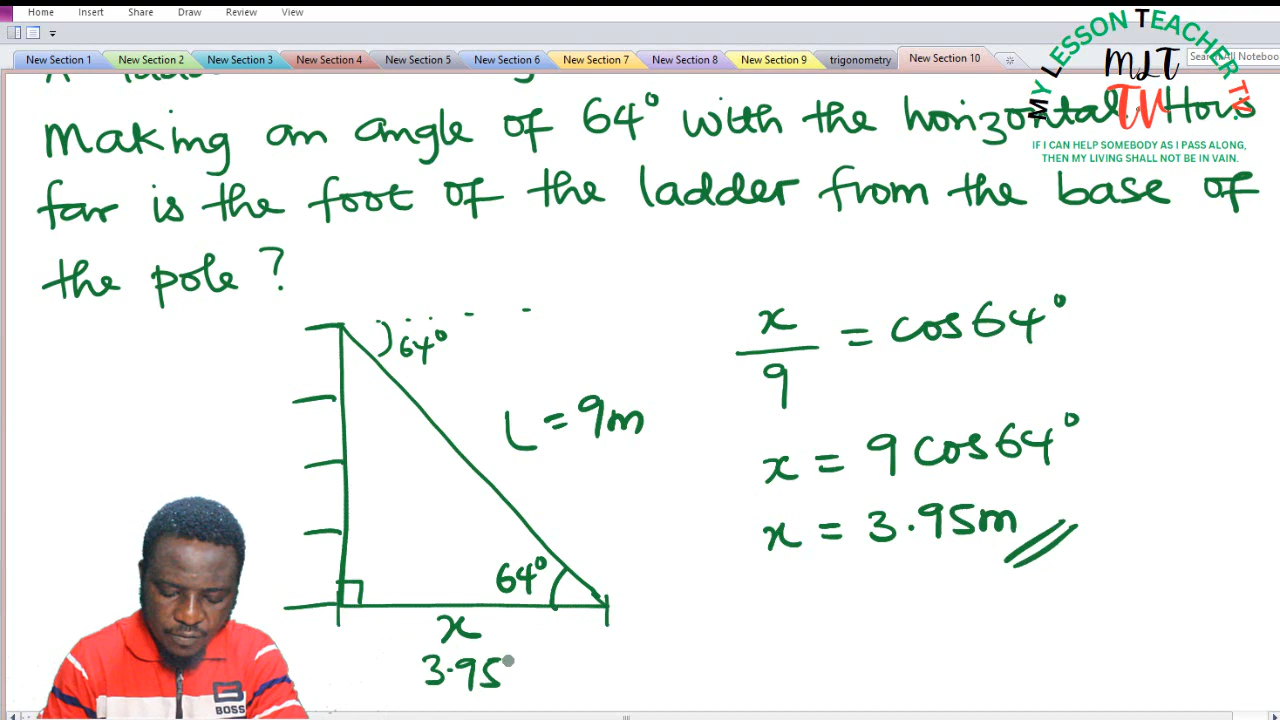 Home Insert Share Draw Review View
New Section 1 New Section 2 New Section 3 New Section 4 New Section 5 New Section 6 New Section 7 New Section 8 New Section 9 trigonometry New Section 10
MY LESSON TEACHER TV.
MLT
TV
IF I CAN HELP SOMEBODY AS I PASS ALONG,
THEN MY LIVING SHALL NOT BE IN VAIN.
Making an angle of 64° with the horizontal. How
far is the foot of the ladder from the base of
the pole?
64°
L = 9m
64°
x
3.95
x/9 = cos64°
x = 9 cos64°
x = 3.95m
BOSS